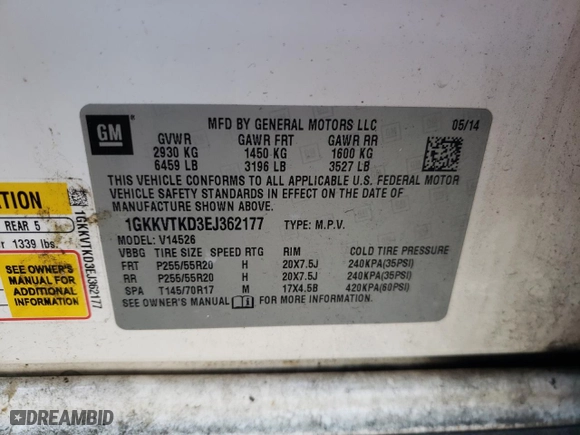 MFD BY GENERAL MOTORS LLC 05/14
GM
GVWR GAWR FRT GAWR RR
2930 KG 1450 KG 1600 KG
6459 LB 3196 LB 3527 LB
THIS VEHICLE CONFORMS TO ALL APPLICABLE U.S. FEDERAL MOTOR
VEHICLE SAFETY STANDARDS IN EFFECT ON THE DATE OF
MANUFACTURE SHOWN ABOVE.
1GKKVTKD3EJ362177 TYPE: M.P.V.
MODEL: V14526
VBBG TIRE SIZE SPEED RTG RIM COLD TIRE PRESSURE
FRT P255/55R20 H 20X7.5J 240KPA(35PSI)
RR P255/55R20 H 20X7.5J 240KPA(35PSI)
SPA T145/70R17 M 17X4.5B 420KPA(60PSI)
SEE OWNER'S MANUAL FOR MORE INFORMATION.
REAR 5
1339 lbs.
SEE OWNER'S
MANUAL FOR
ADDITIONAL
INFORMATION
1GKKVTKD3EJ362177
DREAMBID